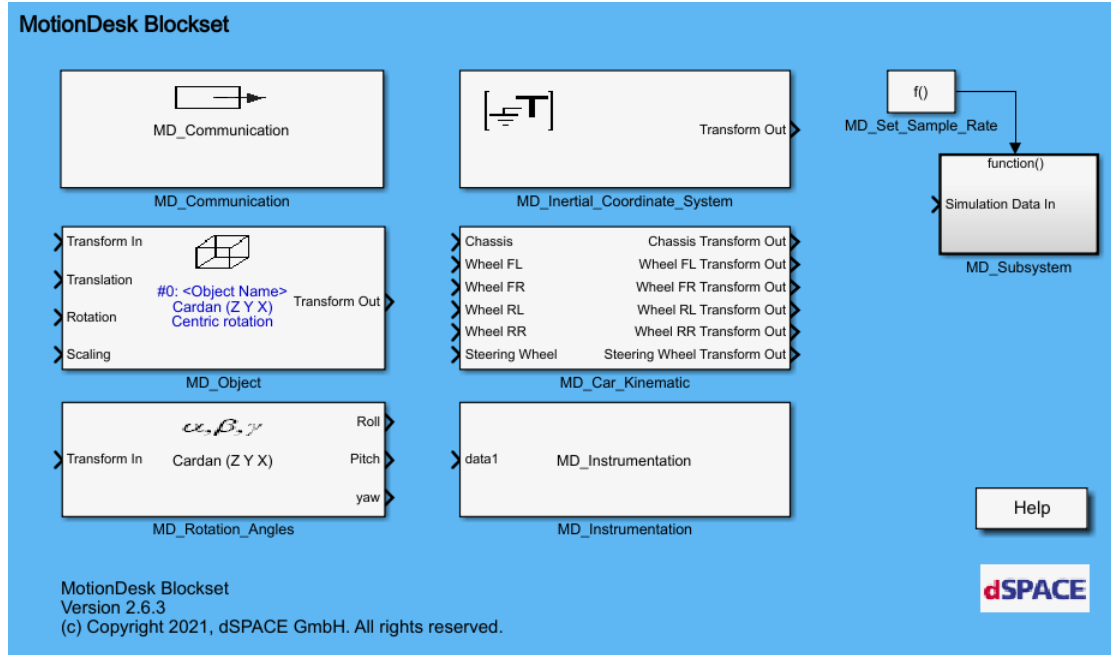 MotionDesk Blockset
MD_Communication
MD_Communication
T
Transform Out
MD_Inertial_Coordinate_System
f()
MD_Set_Sample_Rate
function()
Simulation Data In
MD_Subsystem
Transform In
Translation
Rotation
Scaling
#0: <Object Name>
Cardan (Z Y X)
Centric rotation
Transform Out
MD_Object
Chassis
Chassis Transform Out
Wheel FL
Wheel FL Transform Out
Wheel FR
Wheel FR Transform Out
Wheel RL
Wheel RL Transform Out
Wheel RR
Wheel RR Transform Out
Steering Wheel
Steering Wheel Transform Out
MD_Car_Kinematic
Transform In
α,β,γ
Cardan (Z Y X)
Roll
Pitch
yaw
MD_Rotation_Angles
data1
MD_Instrumentation
MD_Instrumentation
Help
MotionDesk Blockset
Version 2.6.3
(c) Copyright 2021, dSPACE GmbH. All rights reserved.
dSPACE